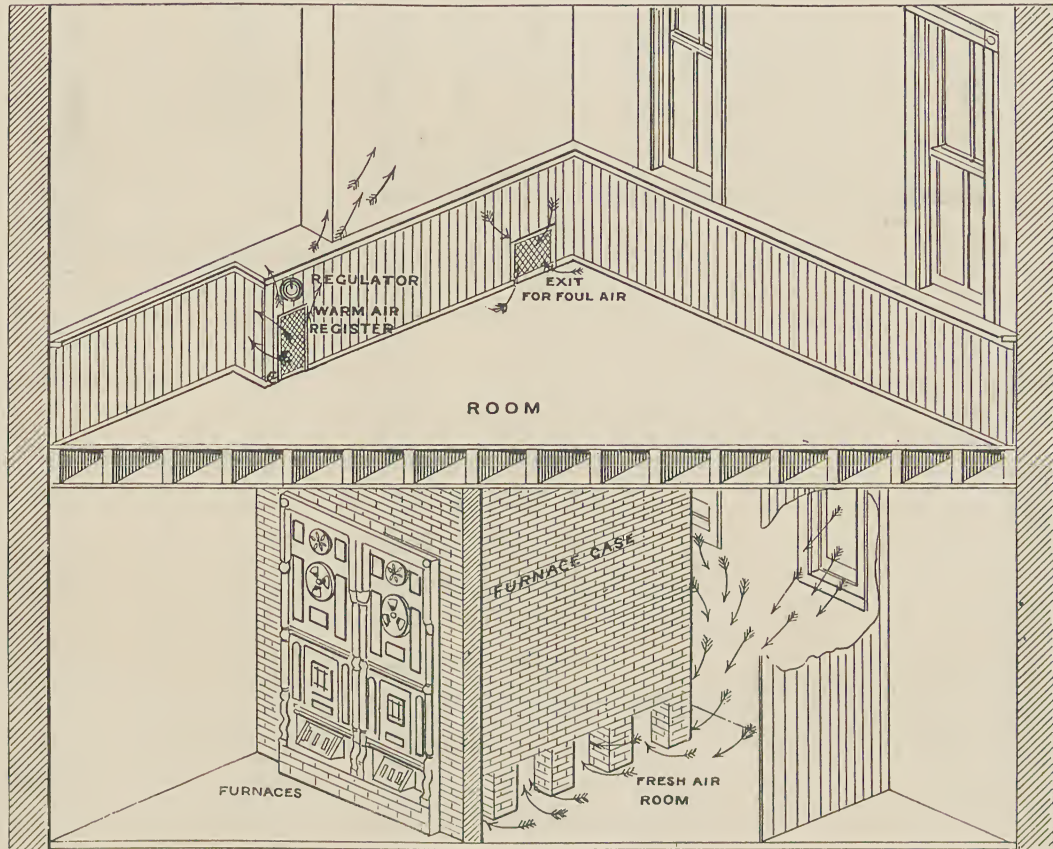 REGULATOR
WARM AIR
REGISTER
EXIT
FOR FOUL AIR
ROOM
FURNACE CASE
FURNACES
FRESH AIR
ROOM